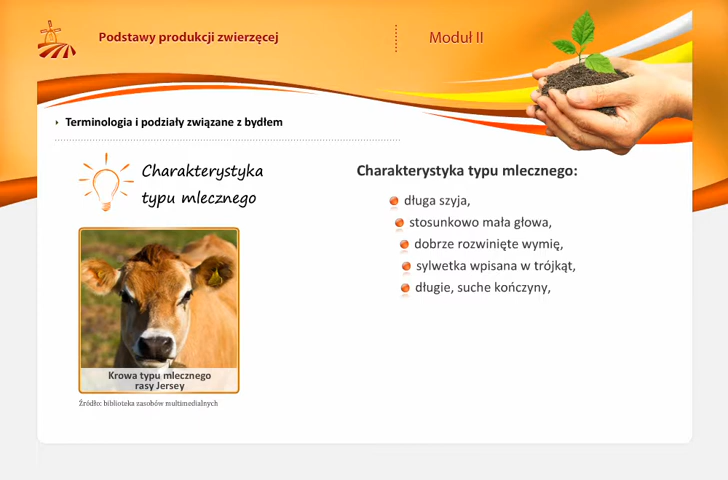 Podstawy produkcji zwierzęcej
Moduł II
Terminologia i podziały związane z bydłem
Charakterystyka
typu mlecznego
Krowa typu mlecznego
rasy Jersey
Źródło: biblioteka zasobów multimedialnych
Charakterystyka typu mlecznego:
długa szyja,
stosunkowo mała głowa,
dobrze rozwinięte wymię,
sylwetka wpisana w trójkąt,
długie, suche kończyny,